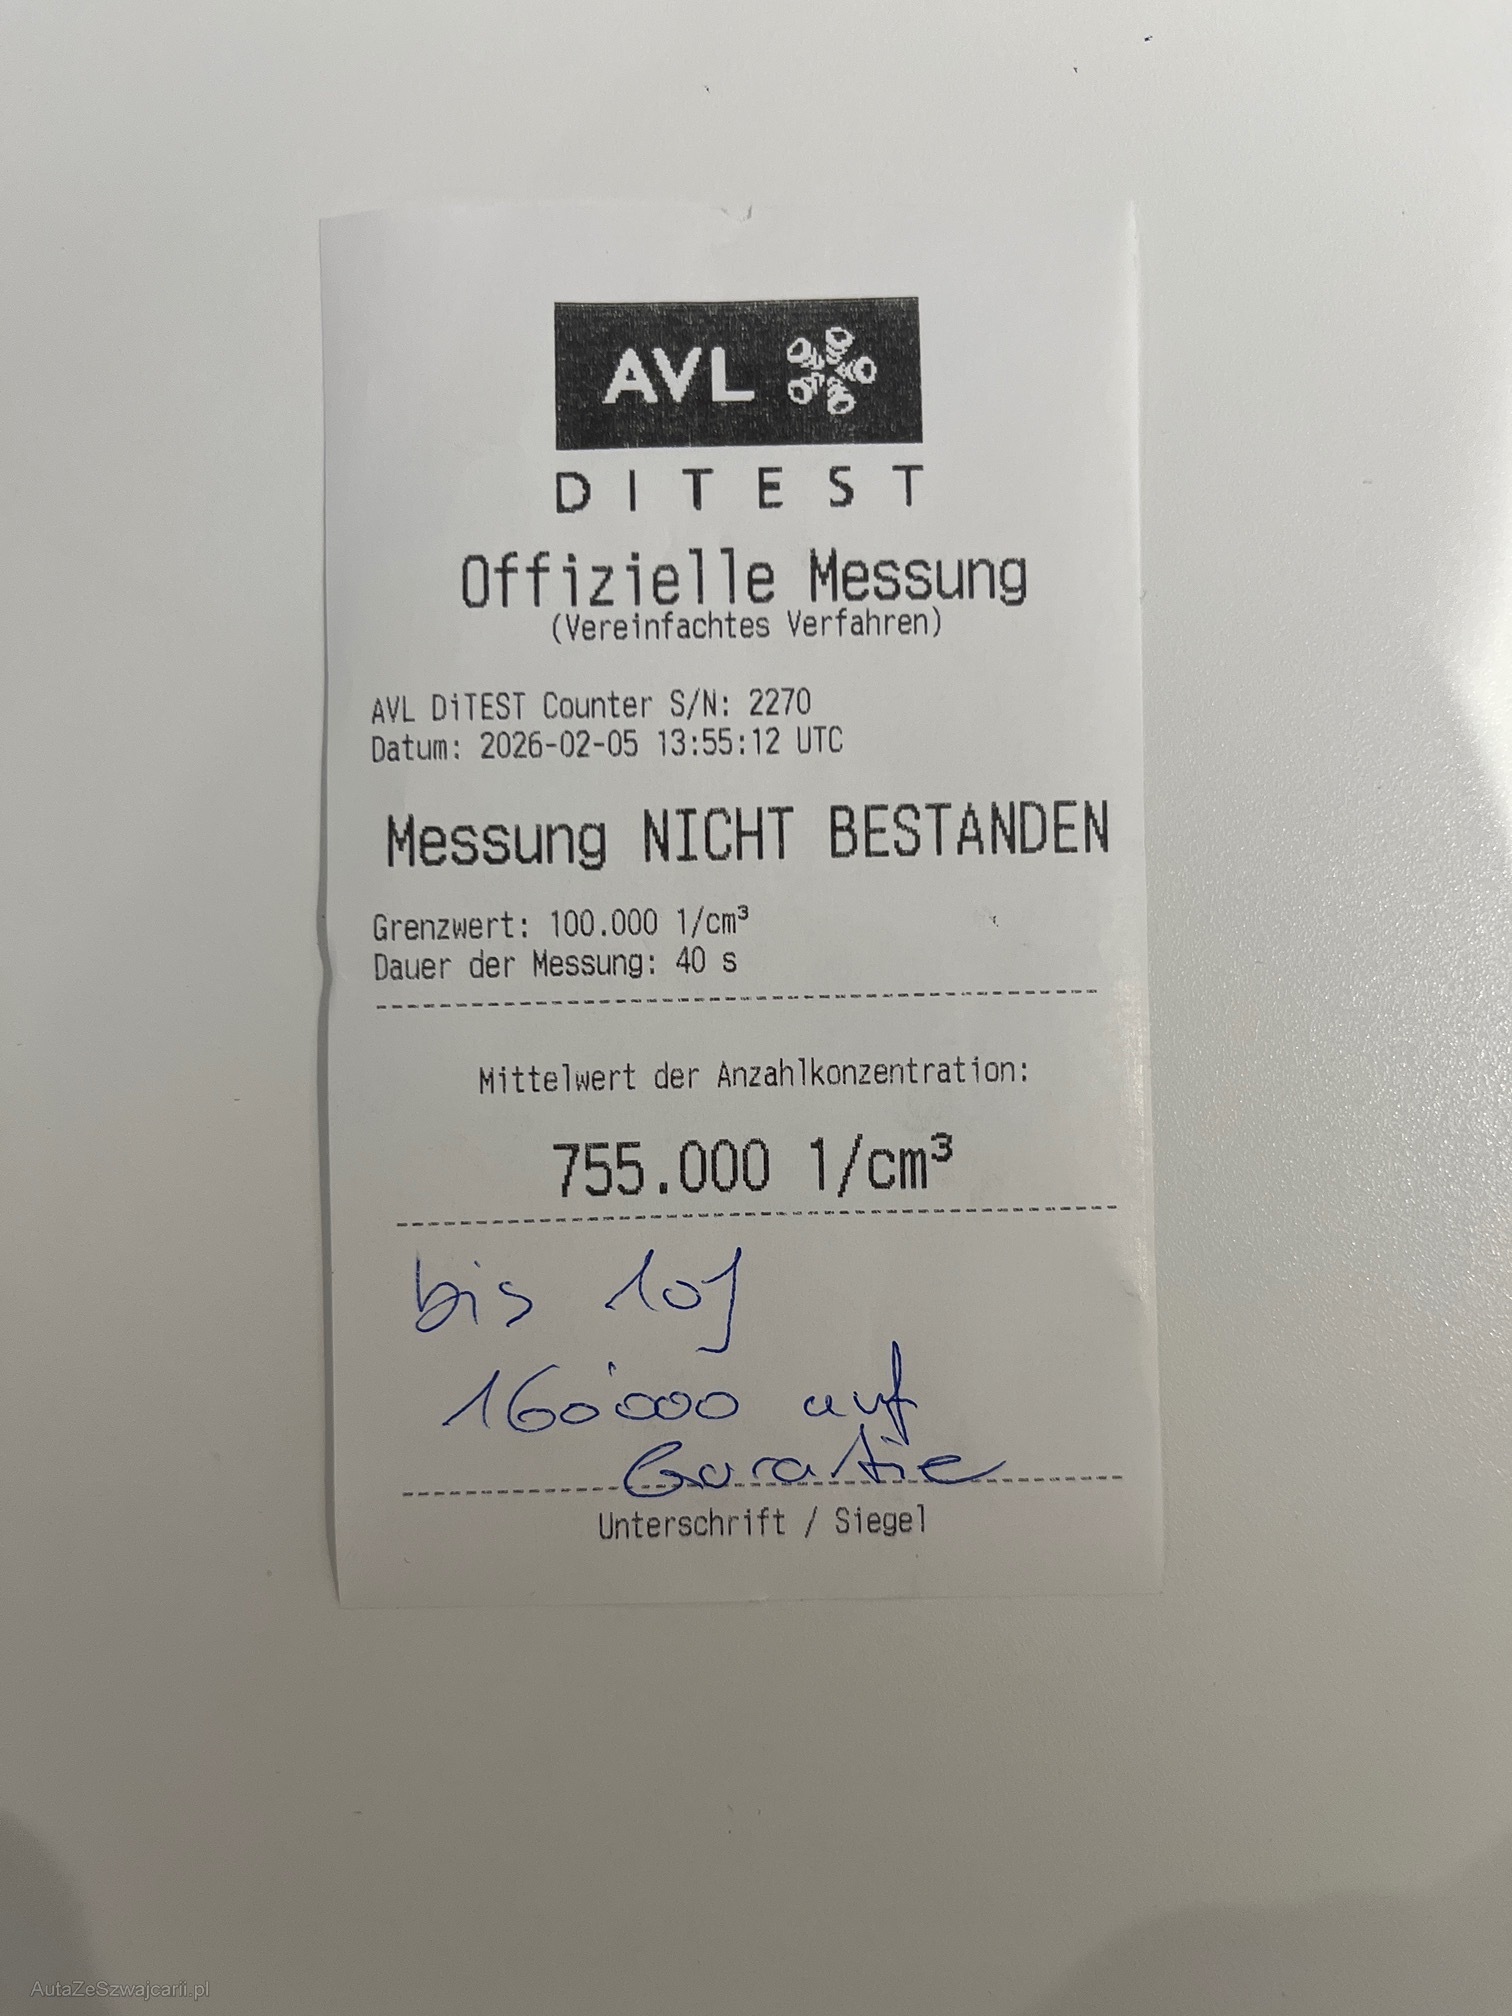 AVL
DITEST
Offizielle Messung
(Vereinfachtes Verfahren)
AVL DiTEST Counter S/N: 2270
Datum: 2026-02-05 13:55:12 UTC
Messung NICHT BESTANDEN
Grenzwert: 100.000 1/cm³
Dauer der Messung: 40 s
Mittelwert der Anzahlkonzentration:
755.000 1/cm³
bis 10J
160'000 auf
Garatie
Unterschrift / Siegel
AutaZeSzwajcarii.pl